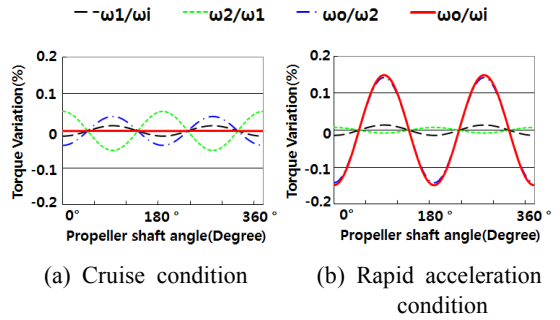 ω1/ωi ω2/ω1 ωo/ω2 ωo/ωi
0.2 0.2
0.1 0.1
0 0
-0.1 -0.1
-0.2 -0.2
Torque Variation(%) Torque Variation(%)
0° 180 ° 360 ° 0° 180 ° 360 °
Propeller shaft angle(Degree) Propeller shaft angle(Degree)
(a) Cruise condition (b) Rapid acceleration
condition